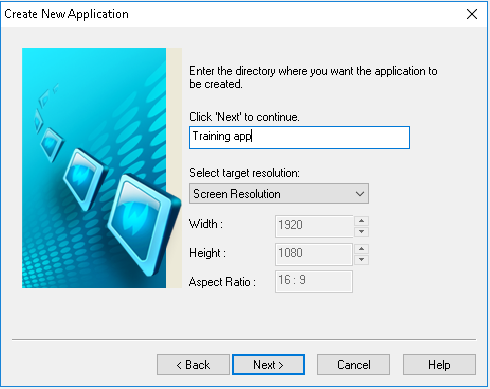 Create New Application
Enter the directory where you want the application to
be created.
Click 'Next' to continue.
Training app
Select target resolution:
Screen Resolution
Width : 1920
Height : 1080
Aspect Ratio : 16 : 9
< Back Next > Cancel Help